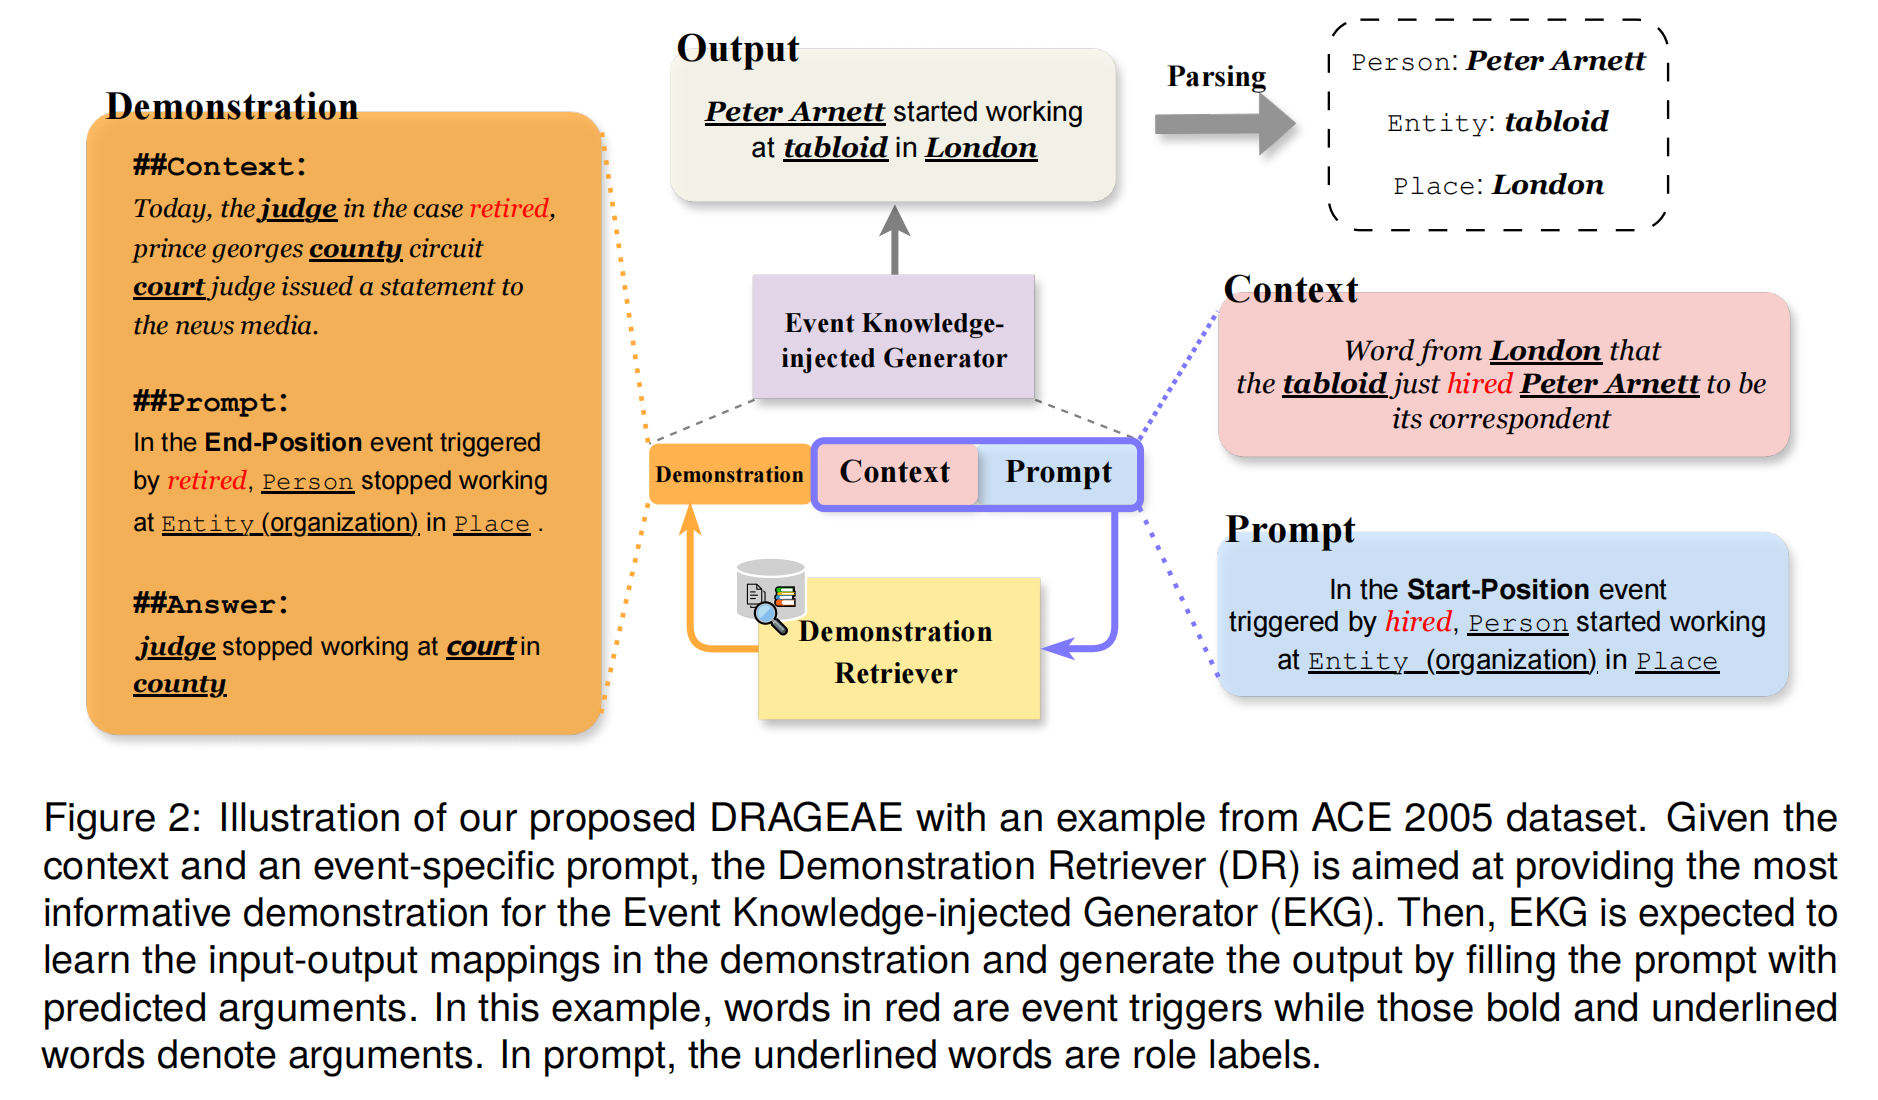 Demonstration
##Context:
Today, the judge in the case retired,
prince georges county circuit
court judge issued a statement to
the news media.
##Prompt:
In the End-Position event triggered
by retired, Person stopped working
at Entity (organization) in Place .
##Answer:
judge stopped working at court in
county
Output
Peter Arnett started working
at tabloid in London
Parsing
Person: Peter Arnett
Entity: tabloid
Place: London
Event Knowledge-
injected Generator
Demonstration Context Prompt
Demonstration
Retriever
Context
Word from London that
the tabloid just hired Peter Arnett to be
its correspondent
Prompt
In the Start-Position event
triggered by hired, Person started working
at Entity (organization) in Place
Figure 2: Illustration of our proposed DRAGEAE with an example from ACE 2005 dataset. Given the
context and an event-specific prompt, the Demonstration Retriever (DR) is aimed at providing the most
informative demonstration for the Event Knowledge-injected Generator (EKG). Then, EKG is expected to
learn the input-output mappings in the demonstration and generate the output by filling the prompt with
predicted arguments. In this example, words in red are event triggers while those bold and underlined
words denote arguments. In prompt, the underlined words are role labels.